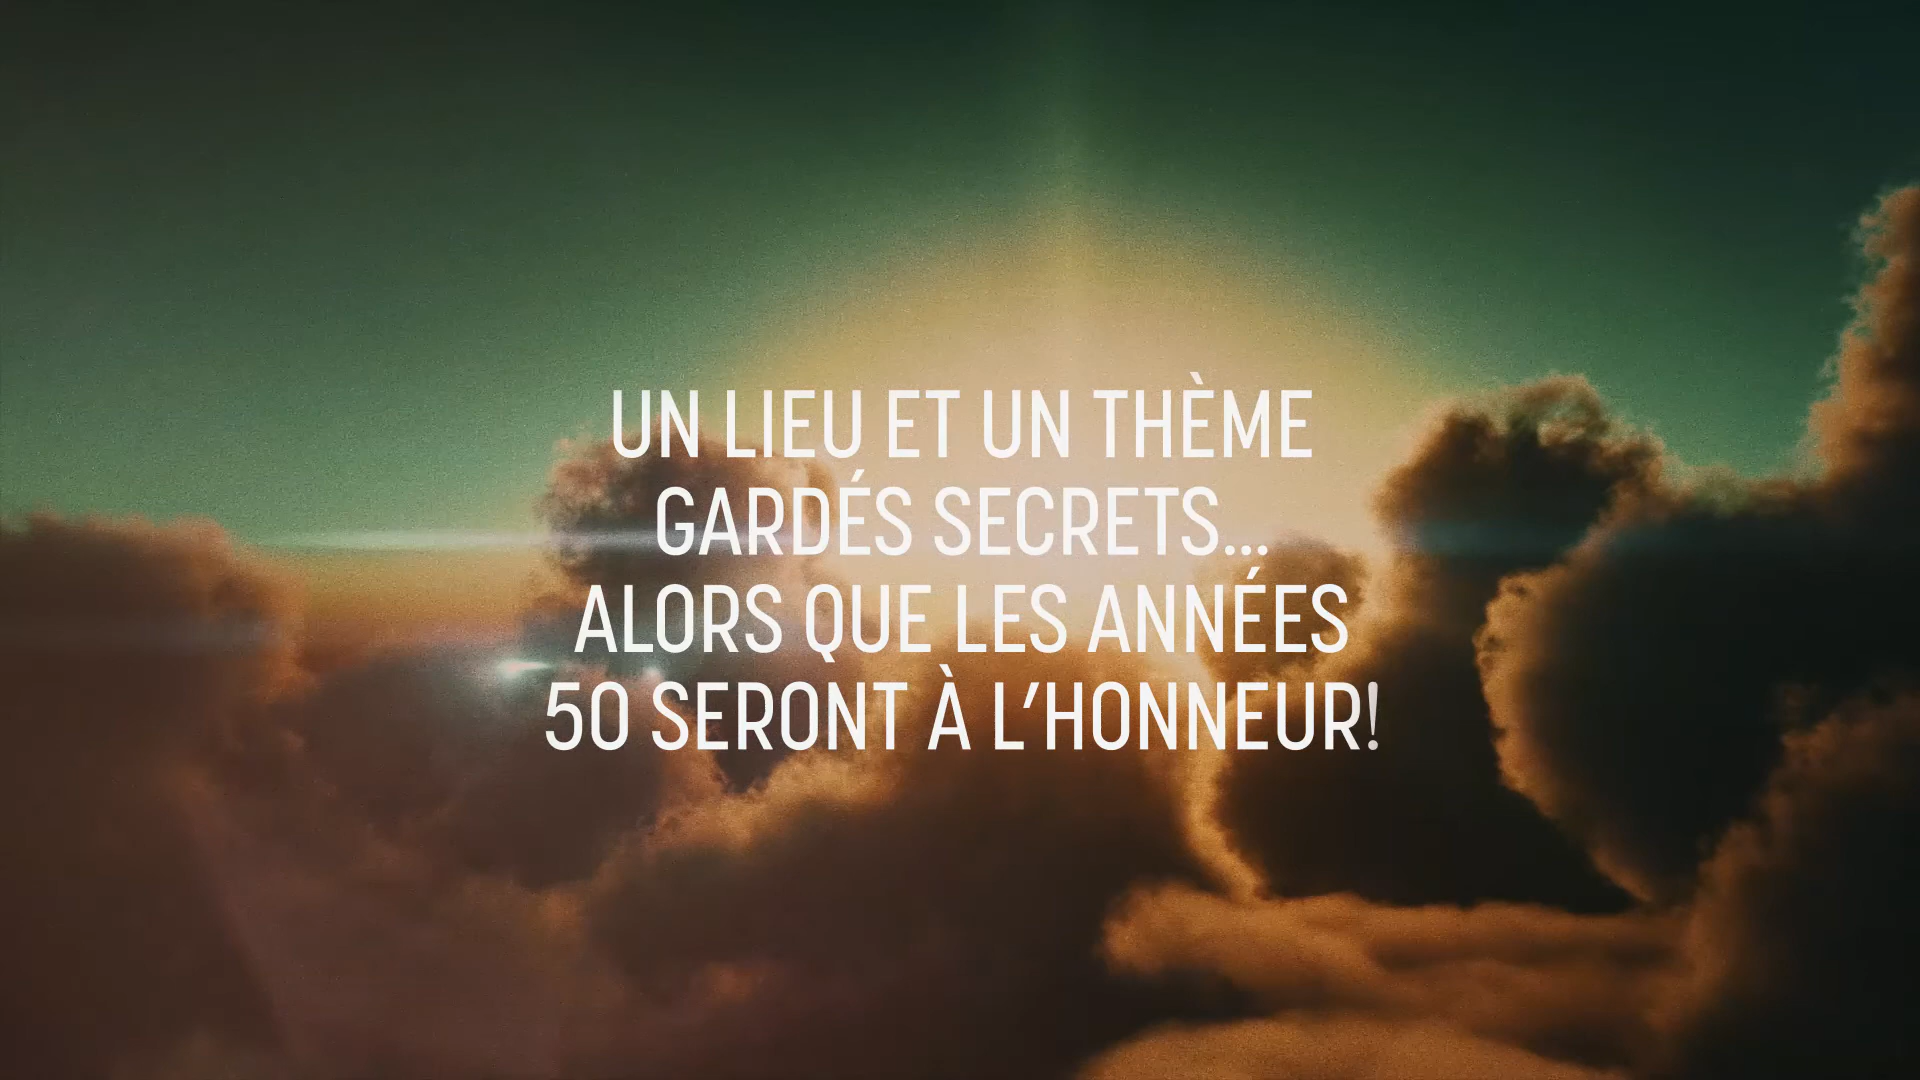 UN LIEU ET UN THÈME
GARDÉS SECRETS...
ALORS QUE LES ANNÉES
50 SERONT À L'HONNEUR!